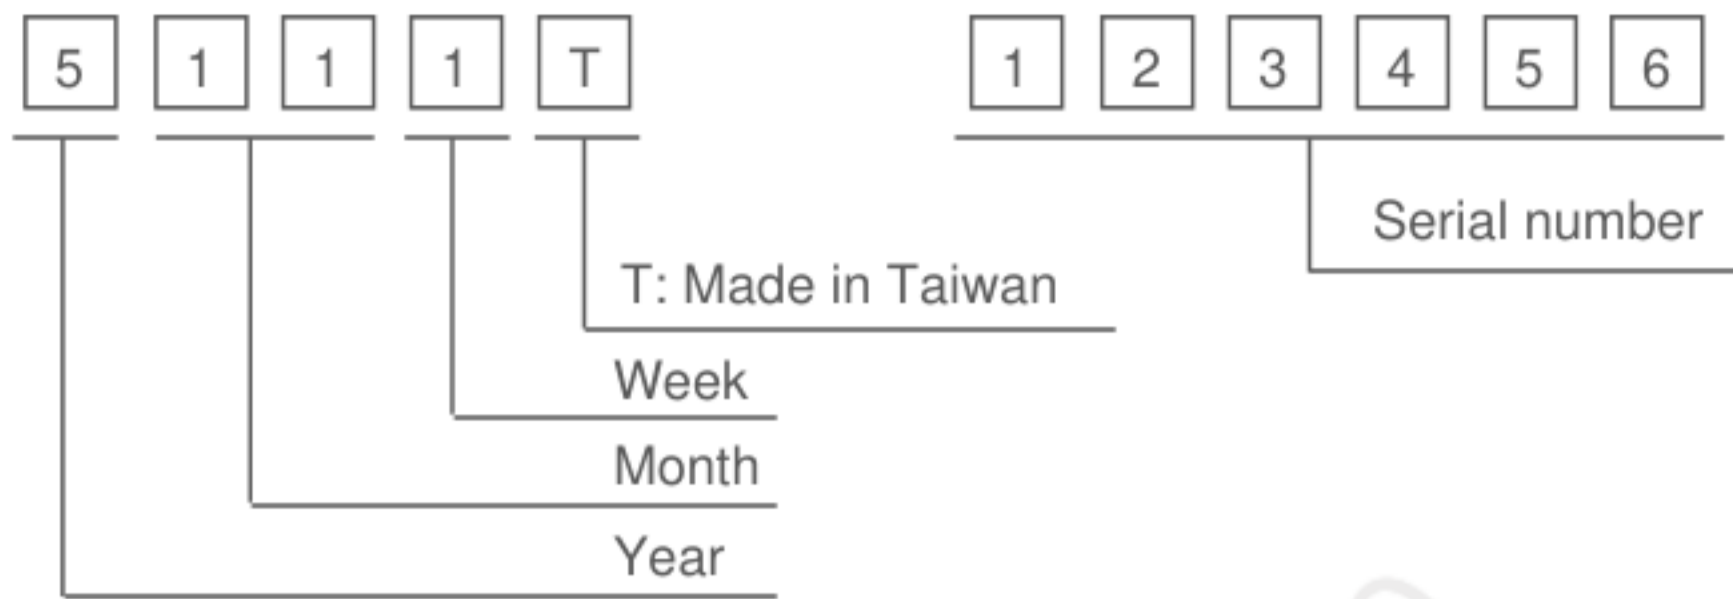 5 1 1 1 T 1 2 3 4 5 6
Serial number
T: Made in Taiwan
Week
Month
Year